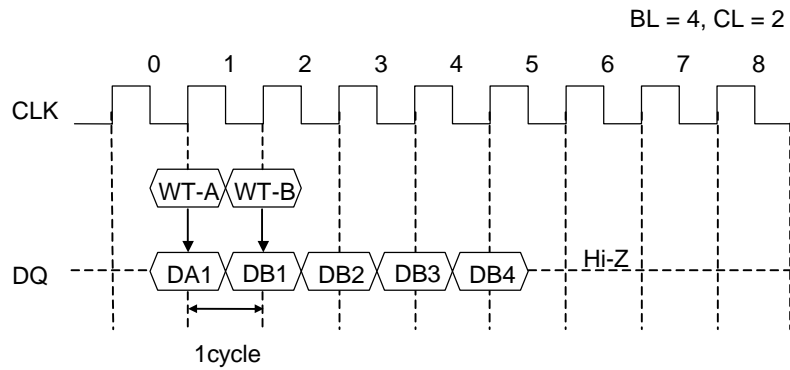 BL = 4, CL = 2
0 1 2 3 4 5 6 7 8
CLK
WT-A WT-B
DQ DA1 DB1 DB2 DB3 DB4 Hi-Z
1cycle